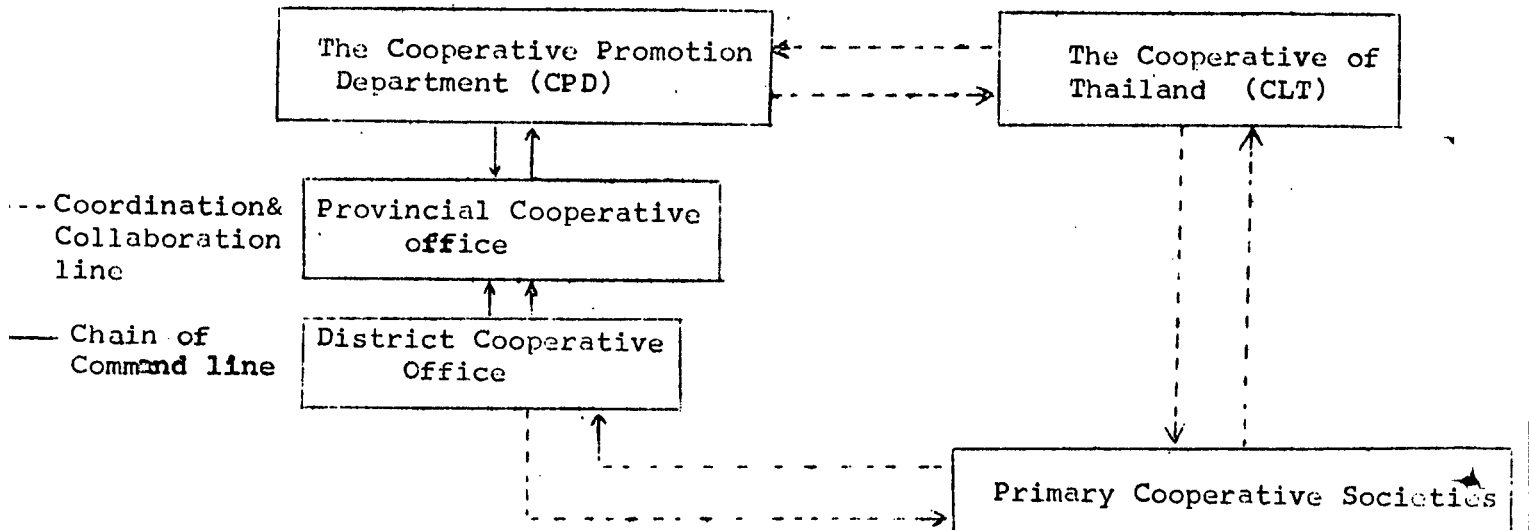 The Cooperative Promotion
Department (CPD)
The Cooperative of
Thailand (CLT)
Coordination&
Collaboration
line
Provincial Cooperative
office
Chain of
Command line
District Cooperative
Office
Primary Cooperative Societies